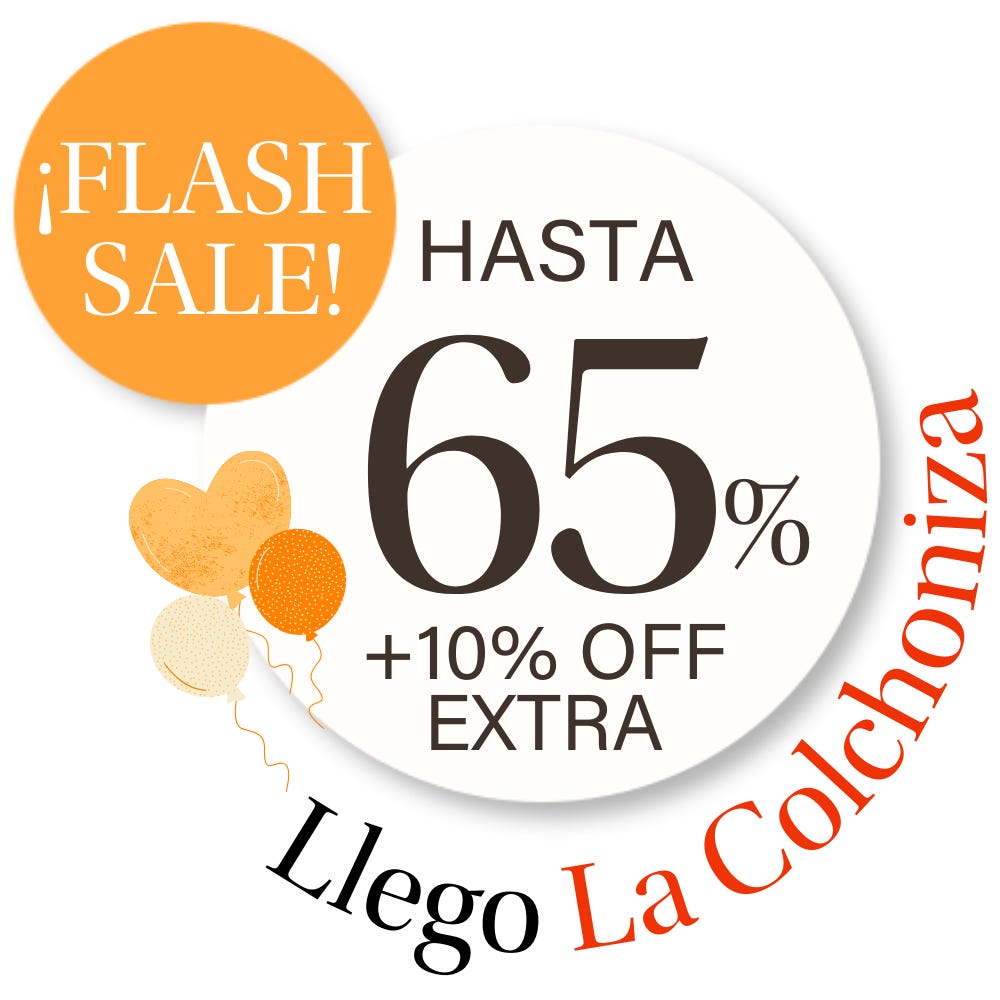 ¡FLASH
SALE!
HASTA
65%
+10% OFF
EXTRA
Llego La Colchoniza